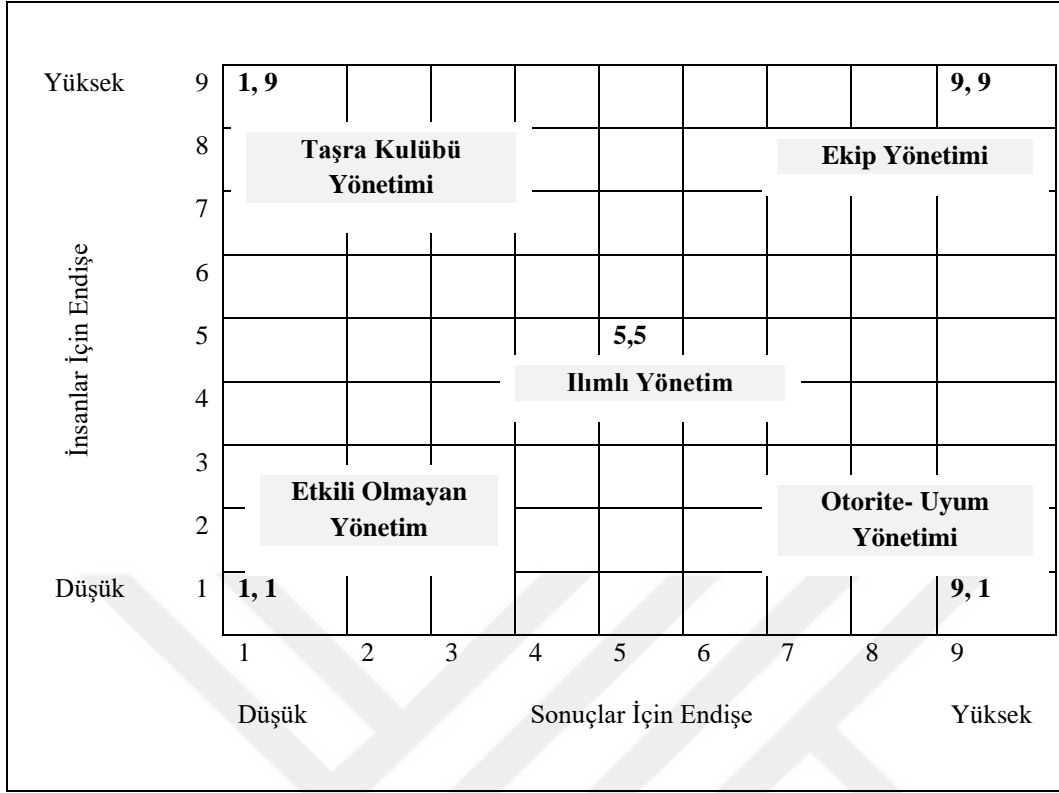 Yüksek 9 1, 9 9, 9
8 Taşra Kulübü Ekip Yönetimi
Yönetimi
7
6
İnsanlar İçin Endişe
5 5,5
Ilımlı Yönetim
4
3
Etkili Olmayan Otorite- Uyum
2 Yönetim Yönetimi
Düşük 1 1, 1 9, 1
1 2 3 4 5 6 7 8 9
Düşük Sonuçlar İçin Endişe Yüksek